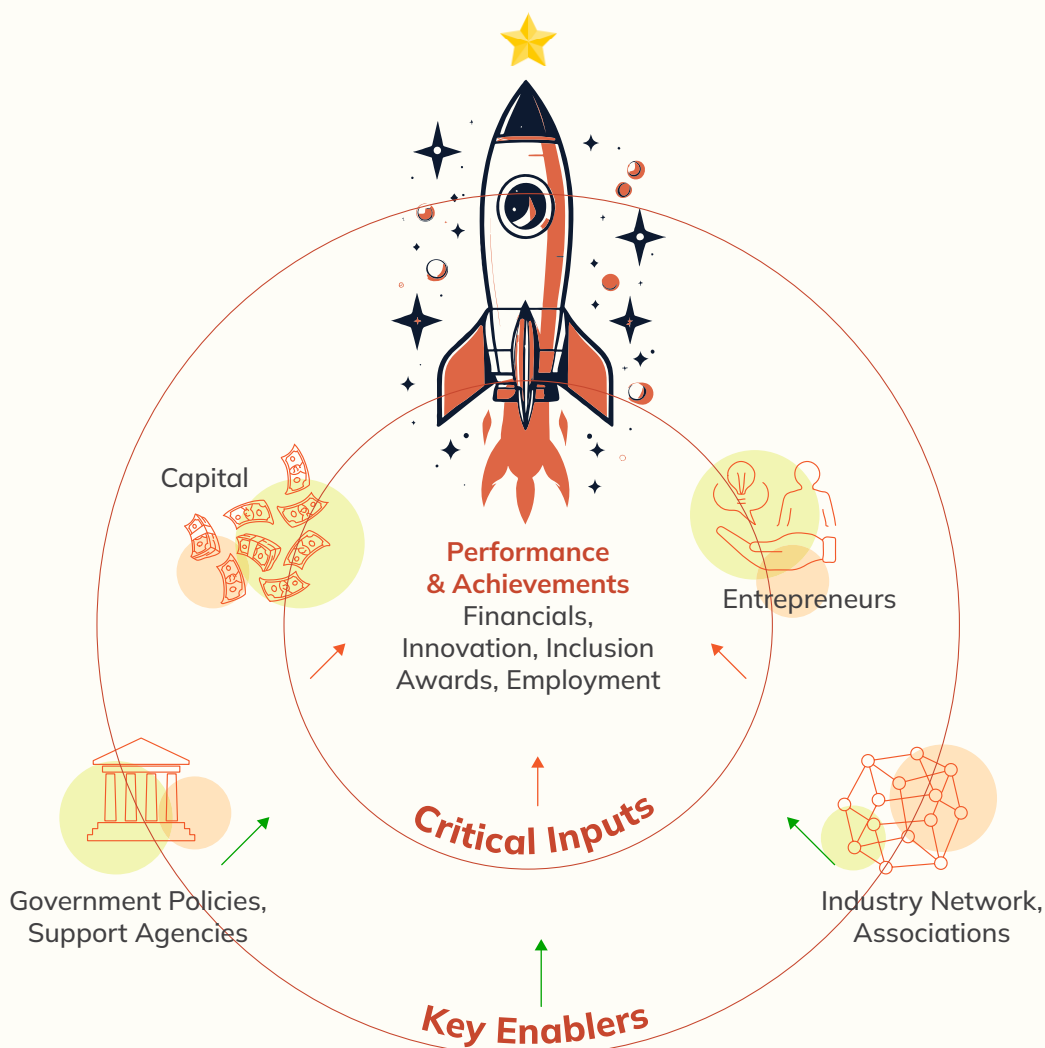 Capital
Performance
& Achievements
Financials,
Innovation, Inclusion
Awards, Employment
Entrepreneurs
Critical Inputs
Government Policies,
Support Agencies
Industry Network,
Associations
Key Enablers